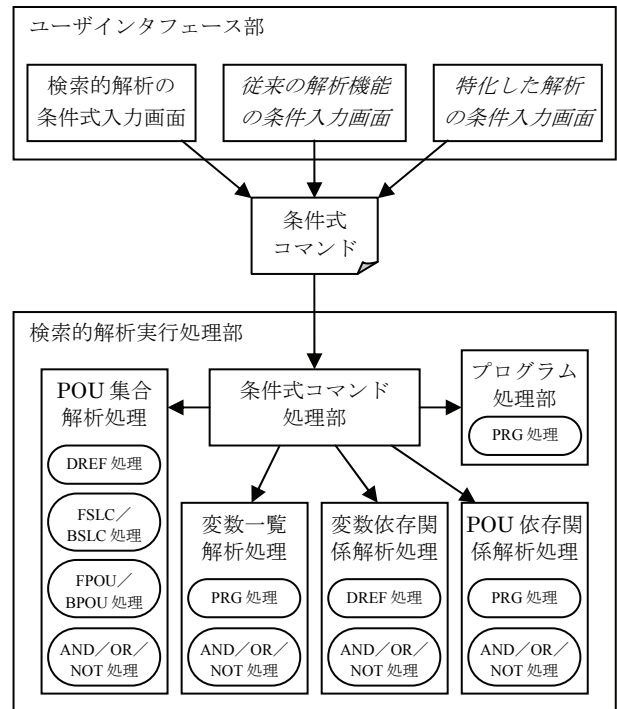 ユーザインタフェース部
検索的解析の
条件式入力画面
従来の解析機能
の条件入力画面
特化した解析
の条件入力画面
条件式
コマンド
検索的解析実行処理部
POU 集合
解析処理
DREF 処理
FSLC／
BSLC 処理
FPOU／
BPOU 処理
AND／OR／
NOT 処理
条件式コマンド
処理部
プログラム
処理部
PRG 処理
変数一覧
解析処理
PRG 処理
AND／OR／
NOT 処理
変数依存関
係解析処理
DREF 処理
AND／OR／
NOT 処理
POU 依存関
係解析処理
PRG 処理
AND／OR／
NOT 処理